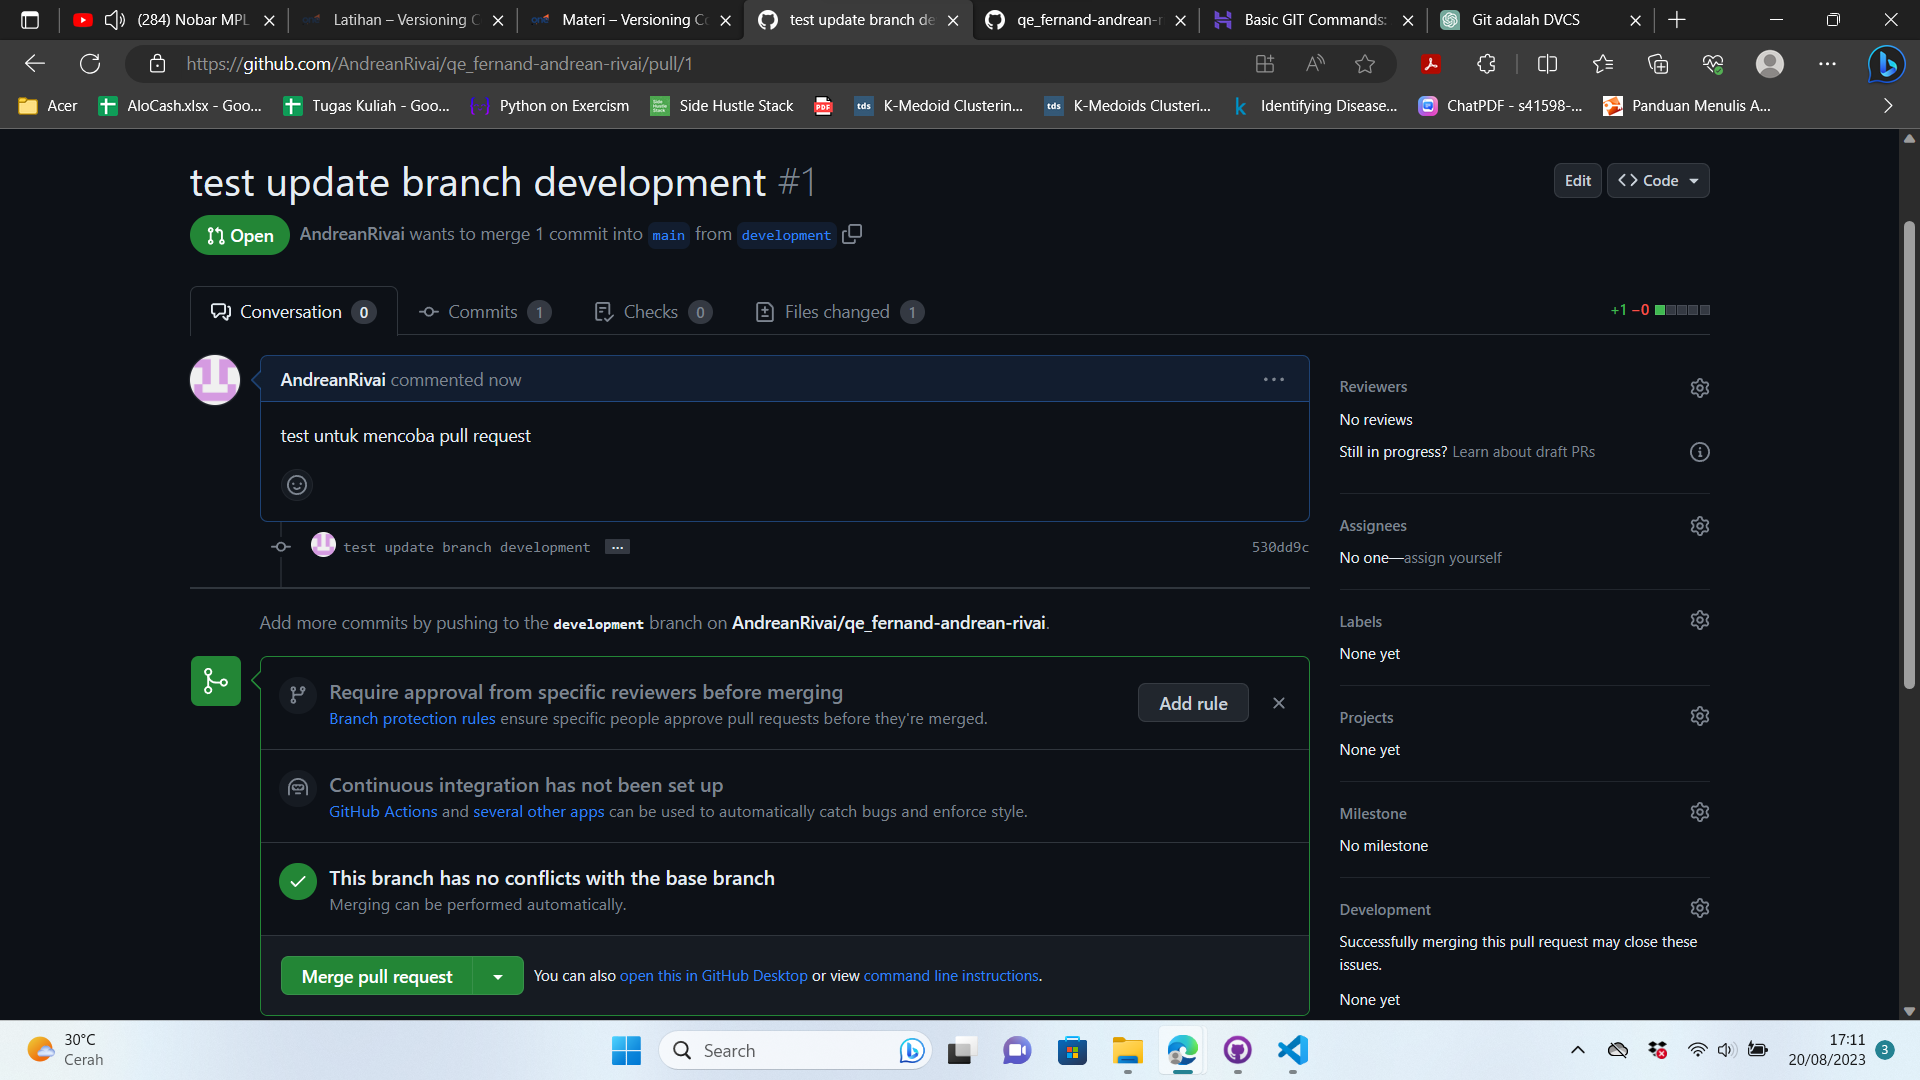 (284) Nobar MPL
Latihan – Versioning C
Materi – Versioning Co
test update branch de
qe_fernand-andrean-r
Basic GIT Commands:
Git adalah DVCS
https://github.com/AndreanRivai/qe_fernand-andrean-rivai/pull/1
Acer
AloCash.xlsx - Goo...
Tugas Kuliah - Goo...
Python on Exercism
Side Hustle Stack
K-Medoid Clusterin...
K-Medoids Clusteri...
Identifying Disease...
ChatPDF - s41598-...
Panduan Menulis A...
test update branch development #1
Edit
Code
Open
AndreanRivai wants to merge 1 commit into main from development
Conversation 0
Commits 1
Checks 0
Files changed 1
+1 −0
AndreanRivai commented now
test untuk mencoba pull request
test update branch development ...
530dd9c
Add more commits by pushing to the development branch on AndreanRivai/qe_fernand-andrean-rivai.
Require approval from specific reviewers before merging
Branch protection rules ensure specific people approve pull requests before they're merged.
Add rule
Continuous integration has not been set up
GitHub Actions and several other apps can be used to automatically catch bugs and enforce style.
This branch has no conflicts with the base branch
Merging can be performed automatically.
Merge pull request
You can also open this in GitHub Desktop or view command line instructions.
Reviewers
No reviews
Still in progress? Learn about draft PRs
Assignees
No one—assign yourself
Labels
None yet
Projects
None yet
Milestone
No milestone
Development
Successfully merging this pull request may close these
issues.
None yet
30°C
Cerah
Search
17:11
20/08/2023
3